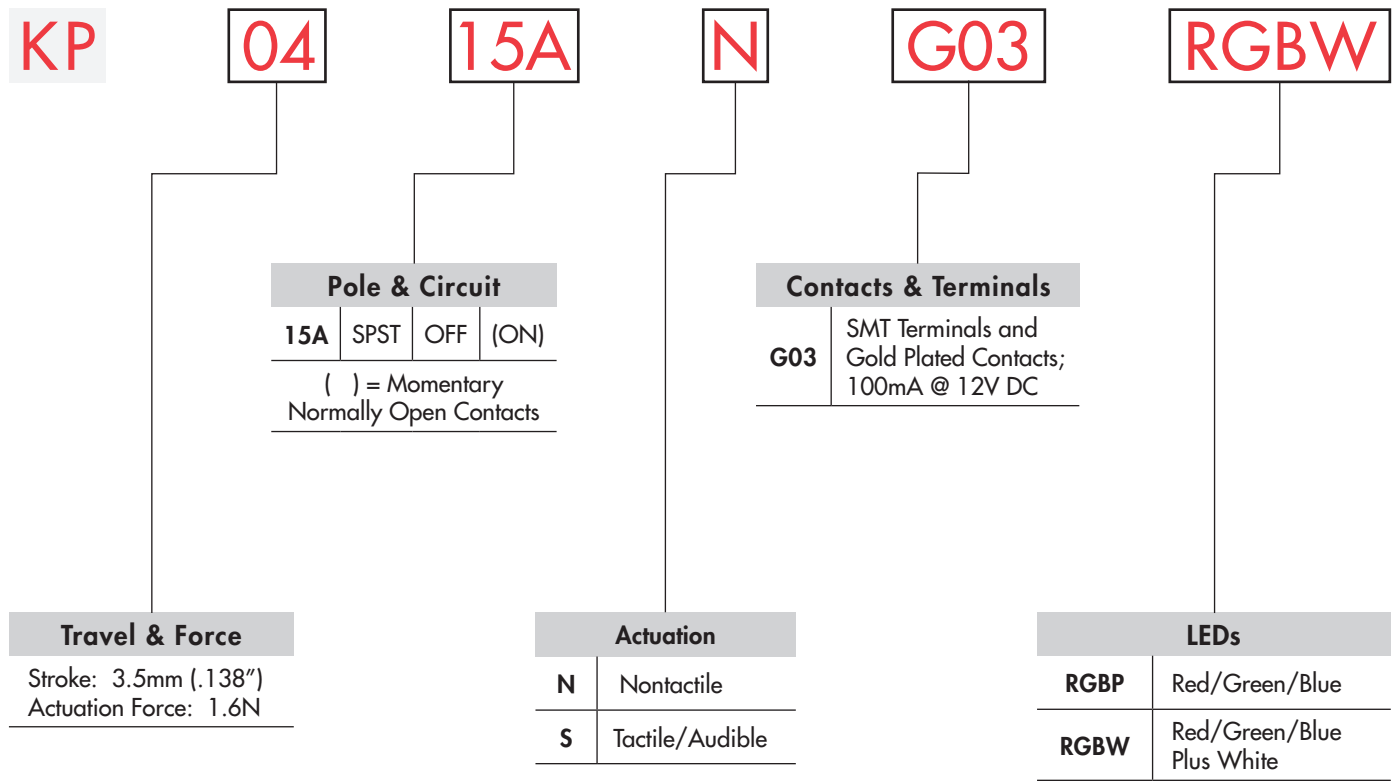 KP 04 15A N G03 RGBW
Pole & Circuit
15A SPST OFF (ON)
( ) = Momentary
Normally Open Contacts
Contacts & Terminals
G03 SMT Terminals and
Gold Plated Contacts;
100mA @ 12V DC
Travel & Force
Stroke: 3.5mm (.138")
Actuation Force: 1.6N
Actuation
N Nontactile
S Tactile/Audible
LEDs
RGBP Red/Green/Blue
RGBW Red/Green/Blue
Plus White